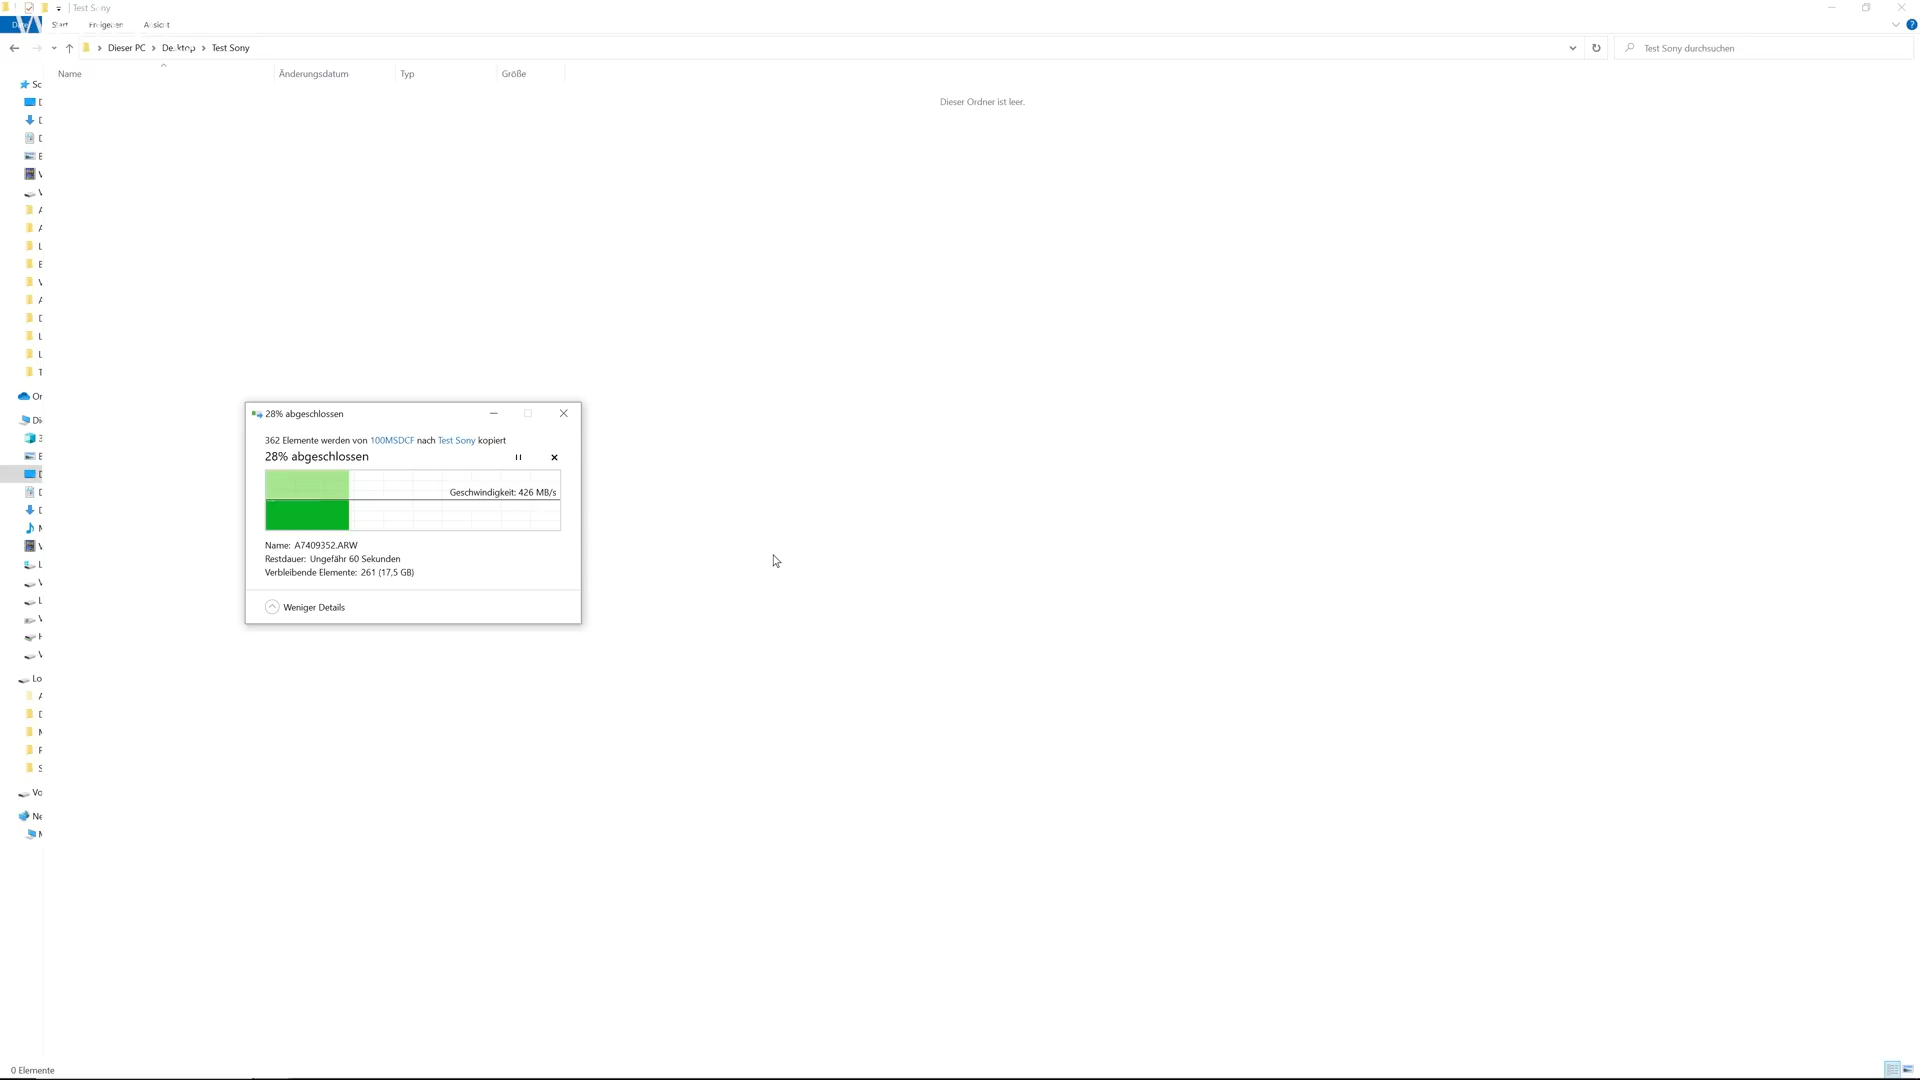 Test Sony
Start Freigeben Ansicht
Dieser PC Desktop Test Sony
Test Sony durchsuchen
Name Änderungsdatum Typ Größe
Dieser Ordner ist leer.
28% abgeschlossen
362 Elemente werden von 100MSDCF nach Test Sony kopiert
28% abgeschlossen
Geschwindigkeit: 426 MB/s
Name: A7409352.ARW
Restdauer: Ungefähr 60 Sekunden
Verbleibende Elemente: 261 (17,5 GB)
Weniger Details
0 Elemente